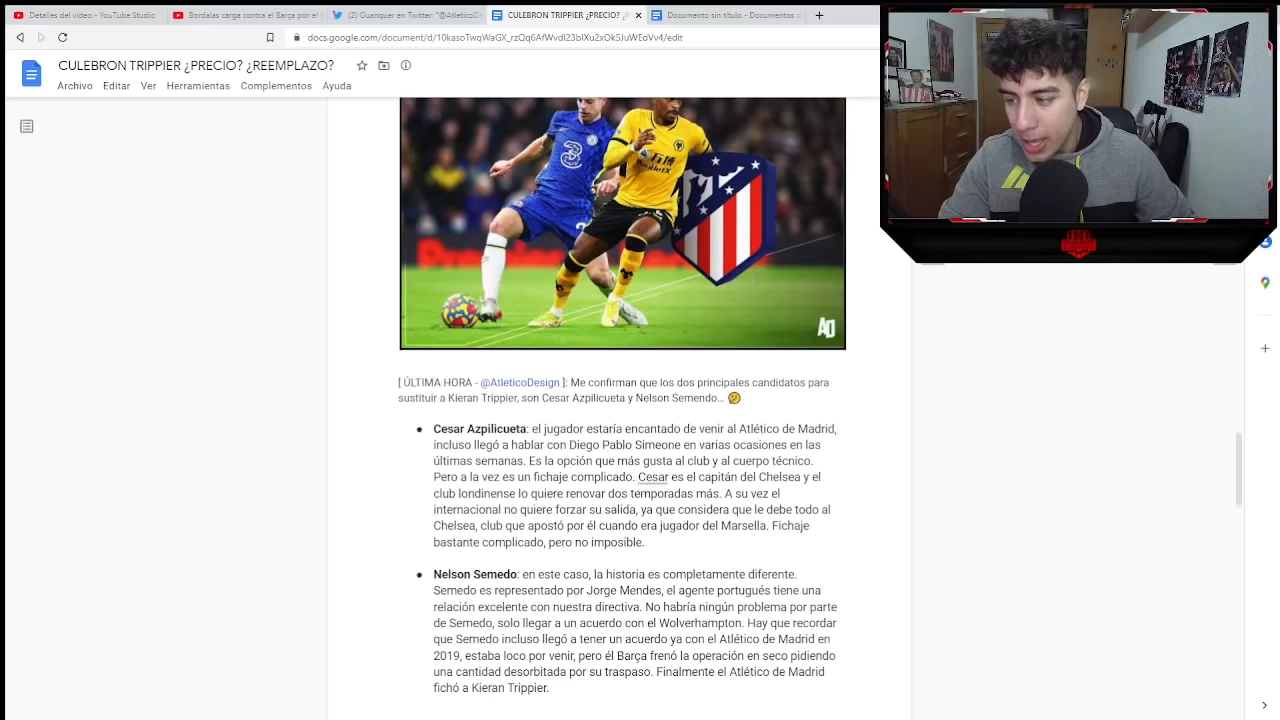 Detalles del vídeo - YouTube Studio
Bordalas carga contra el Barça por el
(2) Guanquer en Twitter: "@AtleticoDe
CULEBRON TRIPPIER ¿PRECIO? ¿R
Documento sin título - Documentos d
docs.google.com/document/d/10kasoTwqWaGX_rzQq6AfWvdI23bIXu2xOk5JuWEdVv4/edit
CULEBRON TRIPPIER ¿PRECIO? ¿REEMPLAZO?
Archivo Editar Ver Herramientas Complementos Ayuda
3
AD
[ ÚLTIMA HORA - @AtleticoDesign ]: Me confirman que los dos principales candidatos para
sustituir a Kieran Trippier, son Cesar Azpilicueta y Nelson Semendo... 🤔
● Cesar Azpilicueta: el jugador estaría encantado de venir al Atlético de Madrid,
incluso llegó a hablar con Diego Pablo Simeone en varias ocasiones en las
últimas semanas. Es la opción que más gusta al club y al cuerpo técnico.
Pero a la vez es un fichaje complicado. Cesar es el capitán del Chelsea y el
club londinense lo quiere renovar dos temporadas más. A su vez el
internacional no quiere forzar su salida, ya que considera que le debe todo al
Chelsea, club que apostó por él cuando era jugador del Marsella. Fichaje
bastante complicado, pero no imposible.
● Nelson Semedo: en este caso, la historia es completamente diferente.
Semedo es representado por Jorge Mendes, el agente portugués tiene una
relación excelente con nuestra directiva. No habría ningún problema por parte
de Semedo, solo llegar a un acuerdo con el Wolverhampton. Hay que recordar
que Semedo incluso llegó a tener un acuerdo ya con el Atlético de Madrid en
2019, estaba loco por venir, pero él Barça frenó la operación en seco pidiendo
una cantidad desorbitada por su traspaso. Finalmente el Atlético de Madrid
fichó a Kieran Trippier.